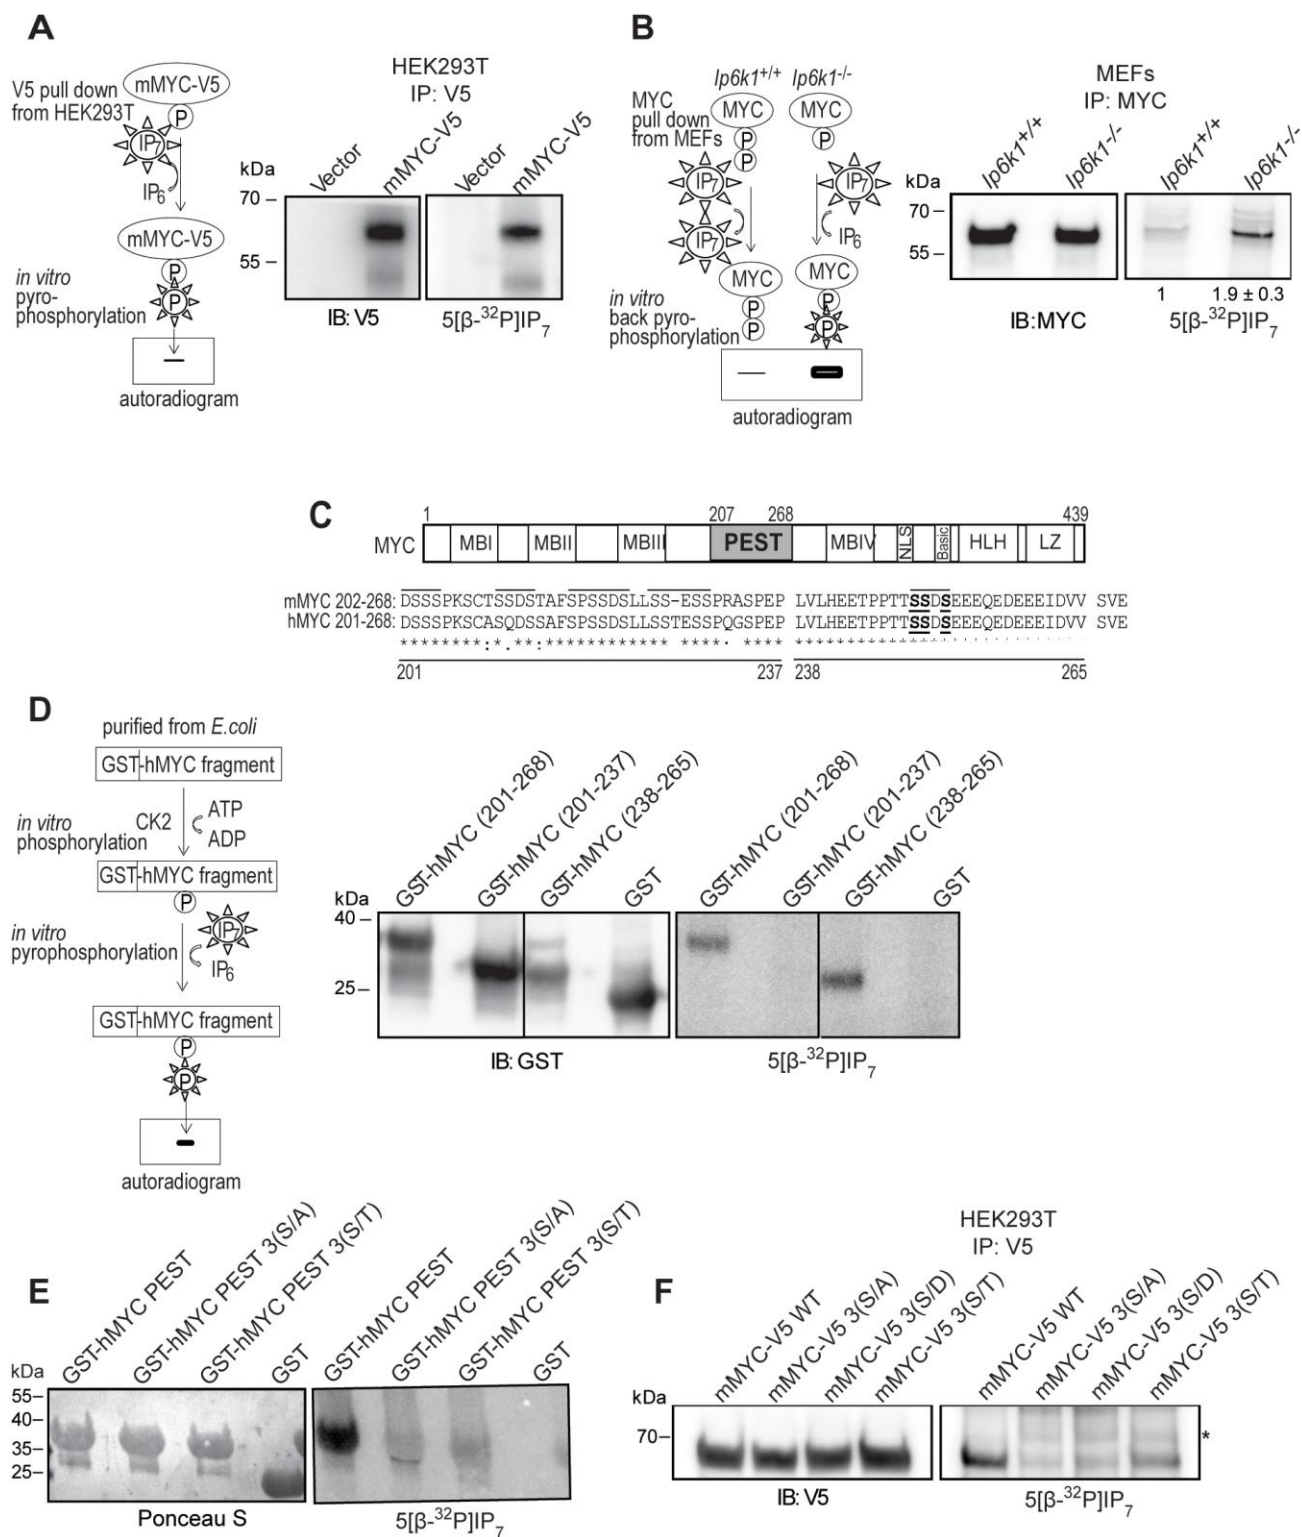 A
V5 pull down
from HEK293T
mMYC-V5
P
IP7
IP6
mMYC-V5
P
P
in vitro
pyro-
phosphorylation
autoradiogram
HEK293T
IP: V5
Vector
mMYC-V5
Vector
mMYC-V5
kDa
70
55
IB: V5
5[β-³²P]IP₇
B
Ip6k1+/+
Ip6k1-/-
MYC
pull down
from MEFs
MYC
MYC
P
P
P
IP7
IP7
IP7
IP6
MYC
MYC
in vitro
back pyro-
phosphorylation
P
P
P
P
autoradiogram
MEFs
IP: MYC
Ip6k1+/+
Ip6k1-/-
Ip6k1+/+
Ip6k1-/-
kDa
70
55
1 1.9 ± 0.3
IB:MYC
5[β-³²P]IP₇
C
1 207 268 439
MYC MBI MBII MBIII PEST MBIV NLS Basic HLH LZ
mMYC 202-268: DSSSPKSCTSSDSTAFSPSSDSLLSS-ESSPRASPEP LVLHEETPPTTSSDSEEEQEDEEEIDVV SVE
hMYC 201-268: DSSSPKSCASQDSSAFSPSSDSLLSSTESSPQGSPEP LVLHEETPPTTSSDSEEEQEDEEEIDVV SVE
201 237 238 265
D
purified from E.coli
GST-hMYC fragment
in vitro
phosphorylation
CK2
ATP
ADP
GST-hMYC fragment
P
in vitro
pyrophosphorylation
IP7
IP6
GST-hMYC fragment
P
P
autoradiogram
GST-hMYC (201-268)
GST-hMYC (201-237)
GST-hMYC (238-265)
GST
GST-hMYC (201-268)
GST-hMYC (201-237)
GST-hMYC (238-265)
GST
kDa
40
25
IB: GST
5[β-³²P]IP₇
E
GST-hMYC PEST
GST-hMYC PEST 3(S/A)
GST-hMYC PEST 3(S/T)
GST
GST-hMYC PEST
GST-hMYC PEST 3(S/A)
GST-hMYC PEST 3(S/T)
GST
kDa
55
40
35
25
Ponceau S
5[β-³²P]IP₇
F
HEK293T
IP: V5
mMYC-V5 WT
mMYC-V5 3(S/A)
mMYC-V5 3(S/D)
mMYC-V5 3(S/T)
mMYC-V5 WT
mMYC-V5 3(S/A)
mMYC-V5 3(S/D)
mMYC-V5 3(S/T)
kDa
70
*
IB: V5
5[β-³²P]IP₇